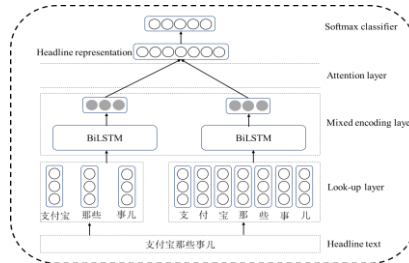 Softmax classifier
Headline representation
Attention layer
BiLSTM BiLSTM
Mixed encoding laye
Look-up layer
支付宝 那些 事儿 支 付 宝 那 些 事 儿
支付宝那些事儿
Headline text